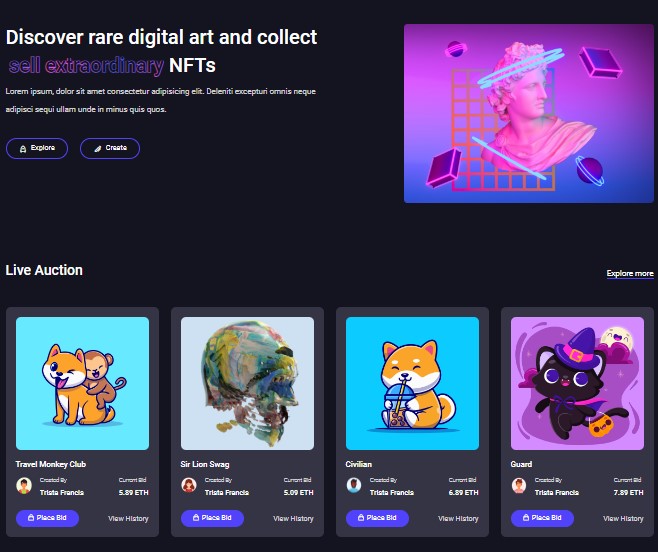 Discover rare digital art and collect
sell extraordinary NFTs
Lorem ipsum, dolor sit amet consectetur adipisicing elit. Deleniti excepturi omnis neque
adipisci sequi ullam unde in minus quis quos.
Explore
Create
Live Auction
Explore more
Travel Monkey Club
Created By
Current Bid
Trista Francis
5.89 ETH
Place Bid
View History
Sir Lion Swag
Created By
Current Bid
Trista Francis
5.09 ETH
Place Bid
View History
Civilian
Created By
Current Bid
Trista Francis
6.89 ETH
Place Bid
View History
Guard
Created By
Current Bid
Trista Francis
7.89 ETH
Place Bid
View History